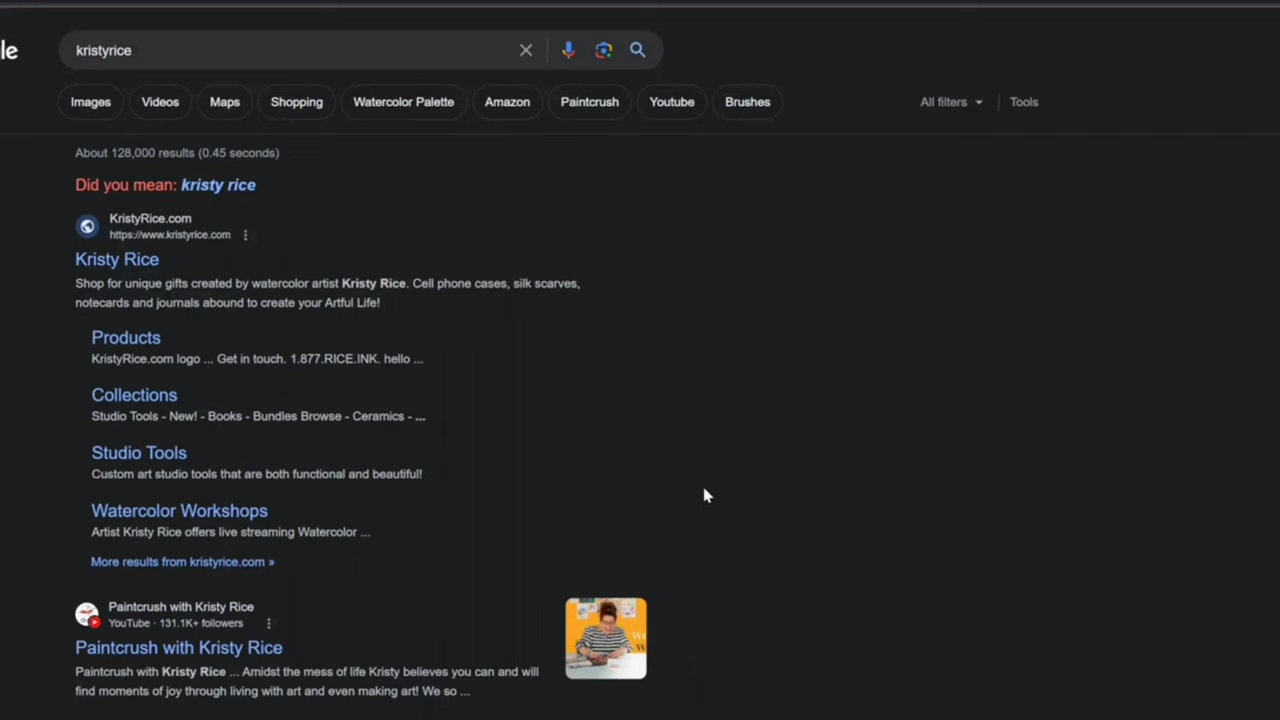 le
kristyrice
Images Videos Maps Shopping Watercolor Palette Amazon Paintcrush Youtube Brushes All filters Tools
About 128,000 results (0.45 seconds)
Did you mean: kristy rice
KristyRice.com
https://www.kristyrice.com
Kristy Rice
Shop for unique gifts created by watercolor artist Kristy Rice. Cell phone cases, silk scarves,
notecards and journals abound to create your Artful Life!
Products
KristyRice.com logo ... Get in touch. 1.877.RICE.INK. hello ...
Collections
Studio Tools - New! - Books - Bundles Browse - Ceramics - ...
Studio Tools
Custom art studio tools that are both functional and beautiful!
Watercolor Workshops
Artist Kristy Rice offers live streaming Watercolor ...
More results from kristyrice.com »
Paintcrush with Kristy Rice
YouTube · 131.1K+ followers
Paintcrush with Kristy Rice
Paintcrush with Kristy Rice ... Amidst the mess of life Kristy believes you can and will
find moments of joy through living with art and even making art! We so ...